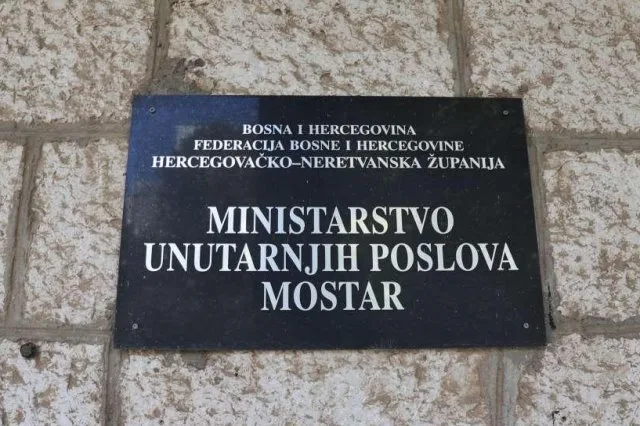 BOSNA I HERCEGOVINA
FEDERACIJA BOSNE I HERCEGOVINE
HERCEGOVAČKO–NERETVANSKA ŽUPANIJA
MINISTARSTVO
UNUTARNJIH POSLOVA
MOSTAR